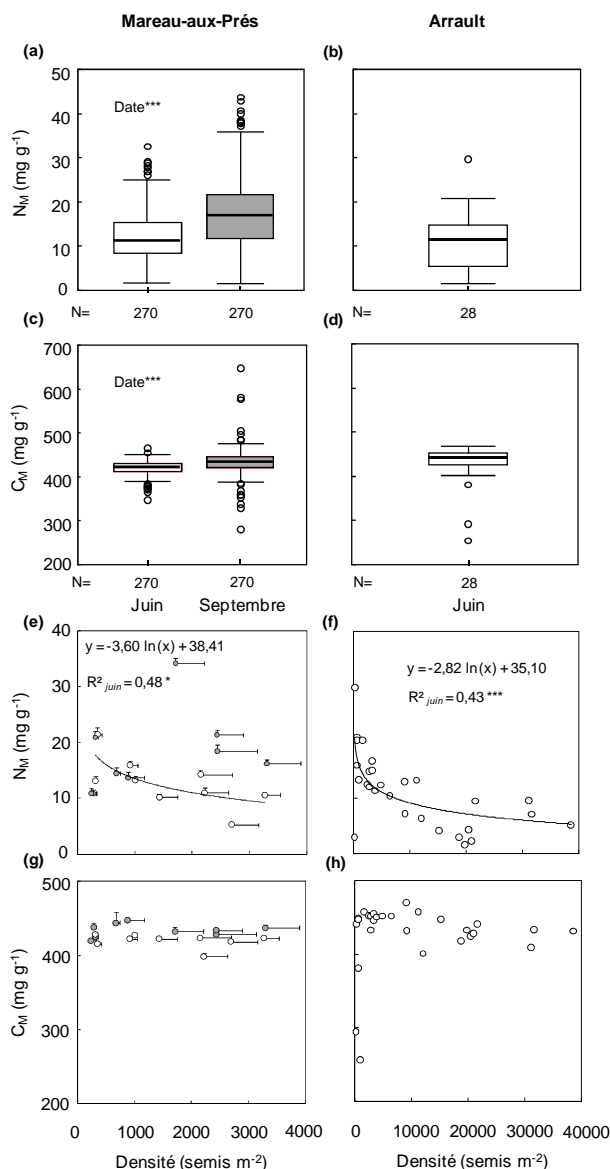 Mareau-aux-Prés Arrault
(a) (b)
50
40
30
20
10
0
N_M (mg g⁻¹)
Date***
N= 270 270 N= 28
(c) (d)
700
600
500
400
300
200
C_M (mg g⁻¹)
Date***
N= 270 270 N= 28
Juin Septembre Juin
(e) (f)
40
30
20
10
0
N_M (mg g⁻¹)
y = -3,60 ln(x) + 38,41
R² juin = 0,48 *
y = -2,82 ln(x) + 35,10
R² juin = 0,43 ***
(g) (h)
500
400
300
200
C_M (mg g⁻¹)
0 1000 2000 3000 4000 0 10000 20000 30000 40000
Densité (semis m⁻²) Densité (semis m⁻²)